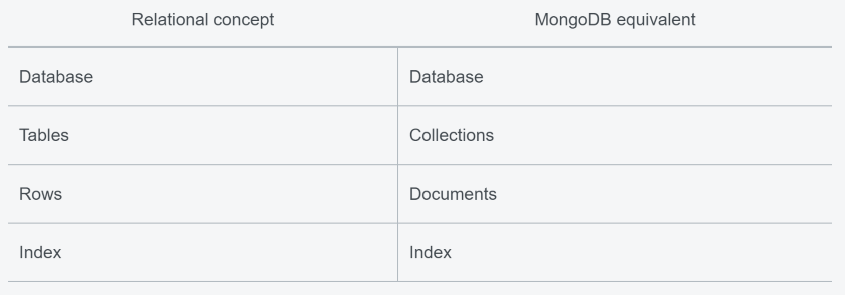 Relational concept MongoDB equivalent
Database Database
Tables Collections
Rows Documents
Index Index